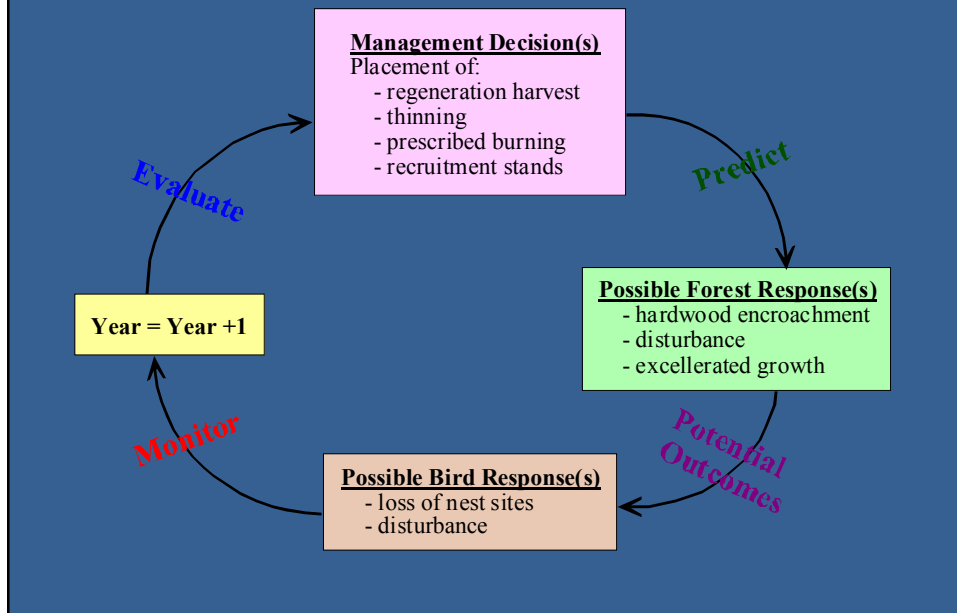 Management Decision(s)
Placement of:
- regeneration harvest
- thinning
- prescribed burning
- recruitment stands
Predict
Possible Forest Response(s)
- hardwood encroachment
- disturbance
- excellerated growth
Potential
Outcomes
Possible Bird Response(s)
- loss of nest sites
- disturbance
Monitor
Year = Year +1
Evaluate